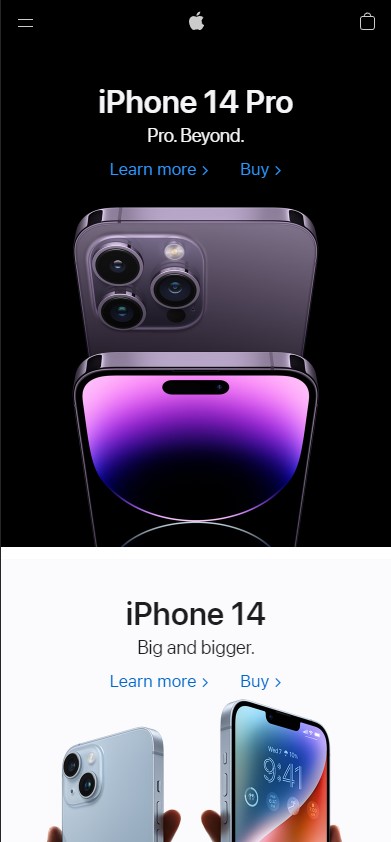 iPhone 14 Pro
Pro. Beyond.
Learn more > Buy >
iPhone 14
Big and bigger.
Learn more > Buy >
Wed 7 10%
9:41